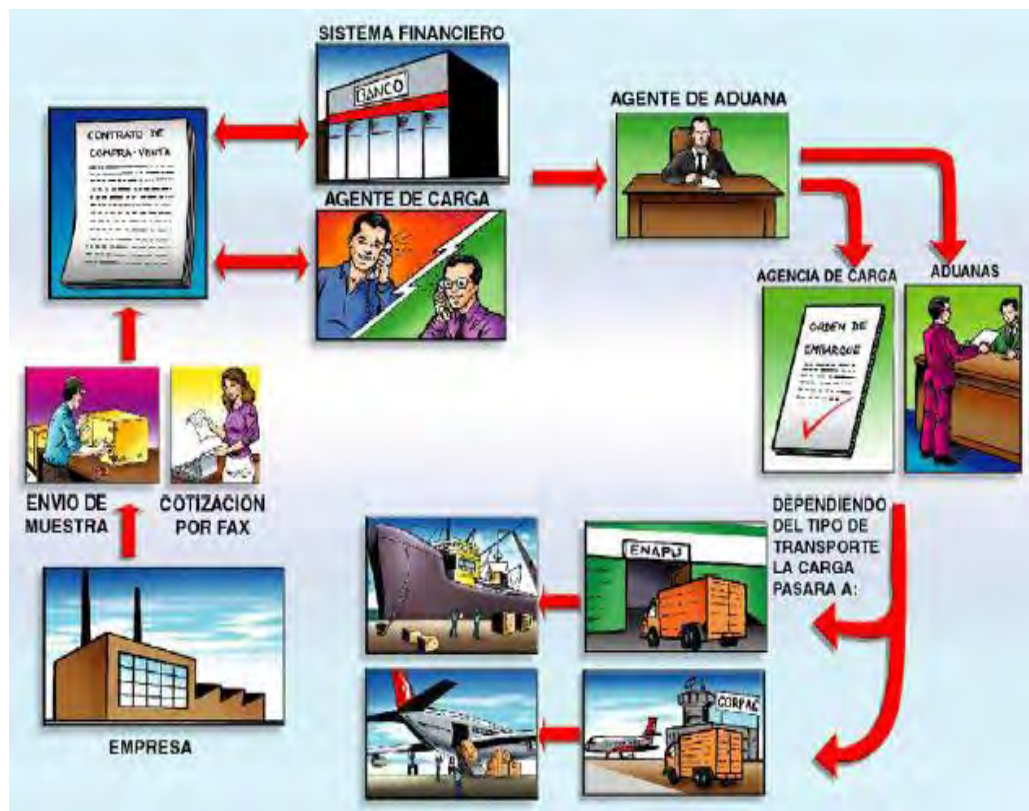 SISTEMA FINANCIERO
BANCO
AGENTE DE ADUANA
CONTRATO DE
COMPRA-VENTA
AGENTE DE CARGA
AGENCIA DE CARGA
ADUANAS
ORDEN DE
EMBARQUE
ENVIO DE
MUESTRA
COTIZACION
POR FAX
DEPENDIENDO
DEL TIPO DE
TRANSPORTE
LA CARGA
PASARA A:
ENAPU
CORPAC
EMPRESA